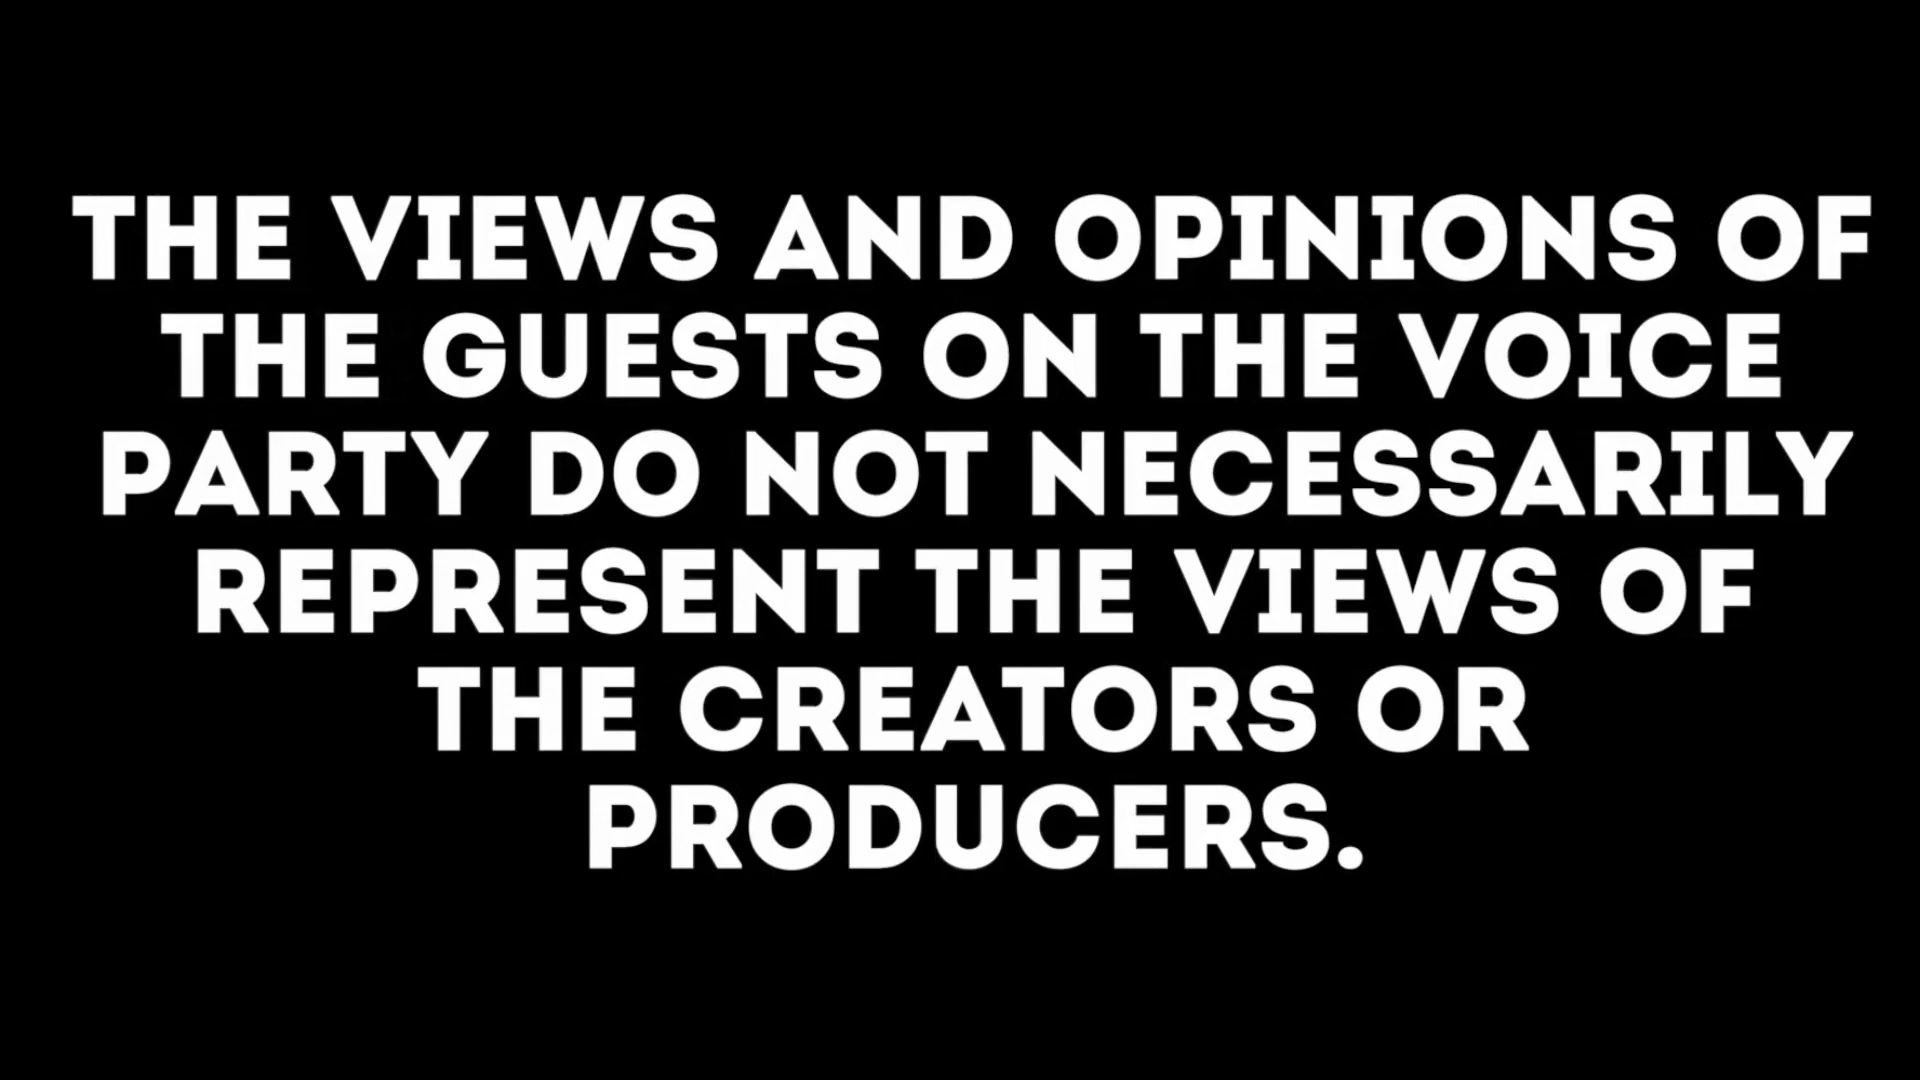 THE VIEWS AND OPINIONS OF
THE GUESTS ON THE VOICE
PARTY DO NOT NECESSARILY
REPRESENT THE VIEWS OF
THE CREATORS OR
PRODUCERS.